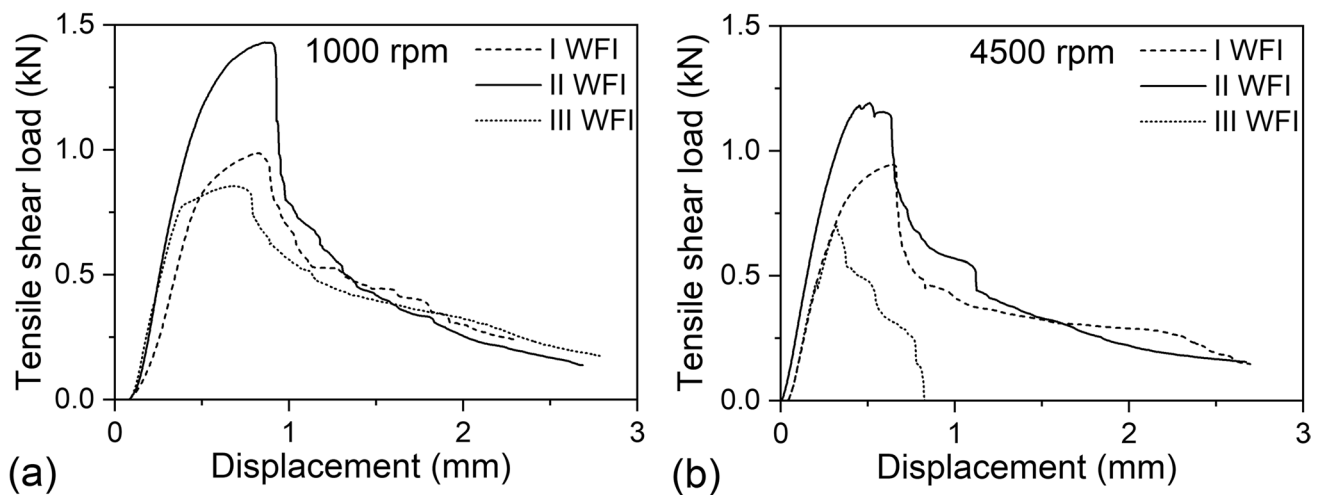 Tensile shear load (kN)
1.5
1.0
0.5
0.0
1000 rpm
I WFI
II WFI
III WFI
0
1
2
3
Displacement (mm)
(a)
Tensile shear load (kN)
1.5
1.0
0.5
0.0
4500 rpm
I WFI
II WFI
III WFI
0
1
2
3
Displacement (mm)
(b)